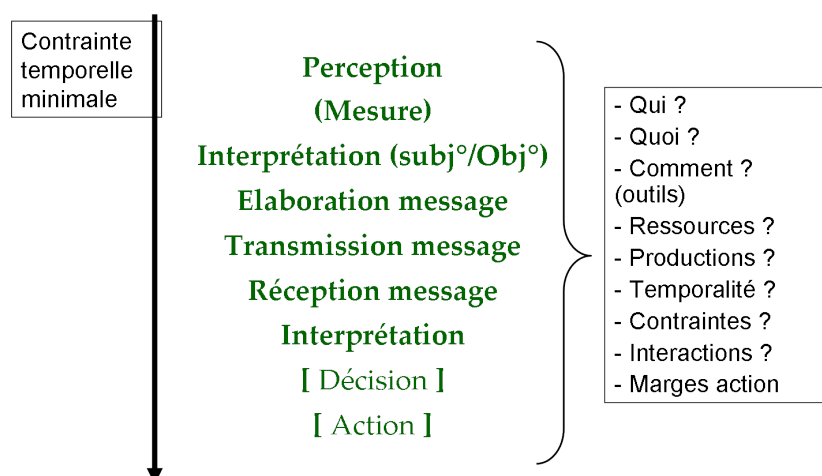 Contrainte
temporelle
minimale
Perception
(Mesure)
Interprétation (subj°/Obj°)
Elaboration message
Transmission message
Réception message
Interprétation
[ Décision ]
[ Action ]
- Qui ?
- Quoi ?
- Comment ?
(outils)
- Ressources ?
- Productions ?
- Temporalité ?
- Contraintes ?
- Interactions ?
- Marges action